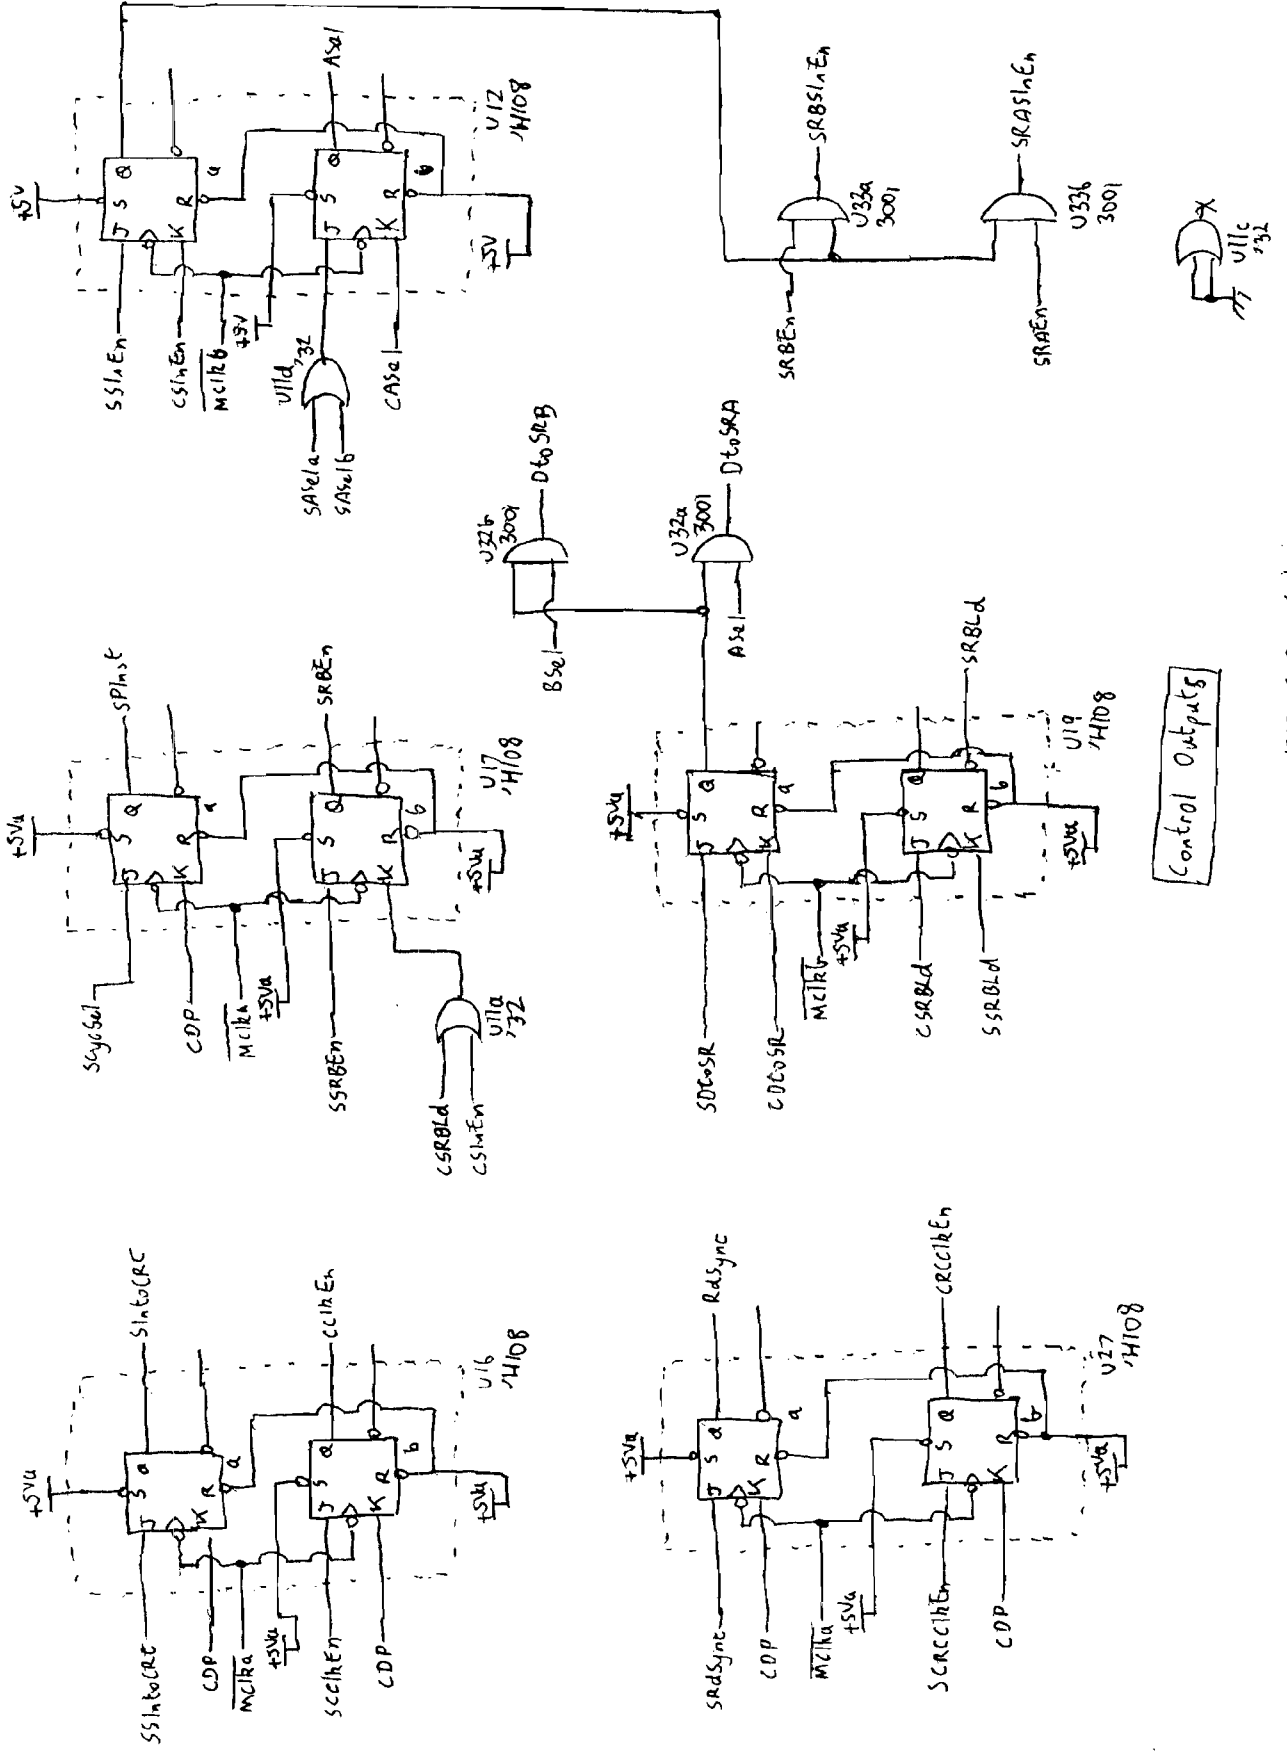 SSInEn
CSInEn
Mclkb
+5V
+5V
J
S
Q
K
R
a
J
S
Q
K
R
b
+5V
U12
'H108
ASel
SASela
SASelb
U11d
'32
CASel
SRBEn
U33a
3001
SRBSInEn
SRAEn
U33b
3001
SRASInEn
U11c
'32
SCycSel
CDP
Mclka
+5Va
+5Va
J
S
Q
K
R
a
J
S
Q
K
R
b
+5Va
U17
'H108
SPInst
SRBEn
SSRBEn
CSRBLd
CSInEn
U11a
'32
BSel
U32b
3001
DtoSRB
ASel
U32a
3001
DtoSRA
SDtoSR
CDtoSR
Mclkb
+5Va
+5Va
J
S
Q
K
R
a
J
S
Q
K
R
b
+5Va
U19
'H108
CSRBLd
SSRBLd
SRBLd
SSIntoCRC
CDP
Mclka
+5Va
+5Va
J
S
Q
K
R
a
J
S
Q
K
R
b
+5Va
U16
'H108
SIntoCRC
CClkEn
SCClkEn
CDP
SRdSync
CDP
Mclka
+5Va
+5Va
J
S
Q
K
R
a
J
S
Q
K
R
b
+5Va
U27
'H108
RdSync
CRCClkEn
SCRCClkEn
CDP
Control Outputs